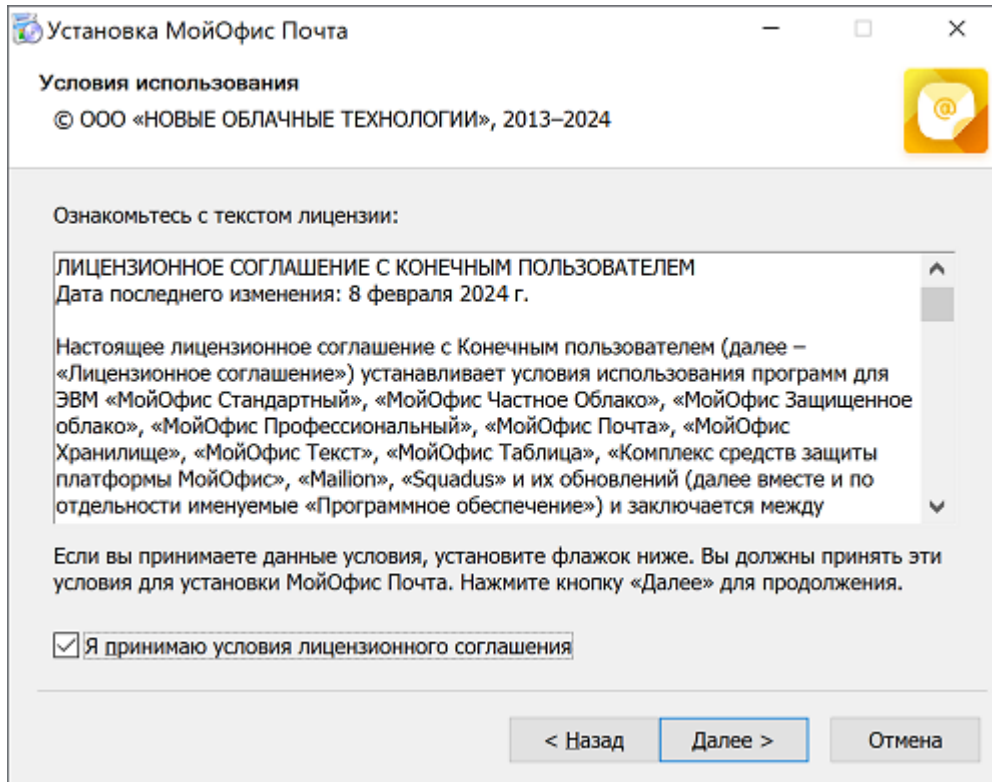 Установка МойОфис Почта
Условия использования
© ООО «НОВЫЕ ОБЛАЧНЫЕ ТЕХНОЛОГИИ», 2013–2024
@
Ознакомьтесь с текстом лицензии:
ЛИЦЕНЗИОННОЕ СОГЛАШЕНИЕ С КОНЕЧНЫМ ПОЛЬЗОВАТЕЛЕМ
Дата последнего изменения: 8 февраля 2024 г.
Настоящее лицензионное соглашение с Конечным пользователем (далее –
«Лицензионное соглашение») устанавливает условия использования программ для
ЭВМ «МойОфис Стандартный», «МойОфис Частное Облако», «МойОфис Защищенное
облако», «МойОфис Профессиональный», «МойОфис Почта», «МойОфис
Хранилище», «МойОфис Текст», «МойОфис Таблица», «Комплекс средств защиты
платформы МойОфис», «Mailion», «Squadus» и их обновлений (далее вместе и по
отдельности именуемые «Программное обеспечение») и заключается между
Если вы принимаете данные условия, установите флажок ниже. Вы должны принять эти
условия для установки МойОфис Почта. Нажмите кнопку «Далее» для продолжения.
Я принимаю условия лицензионного соглашения
< Назад
Далее >
Отмена